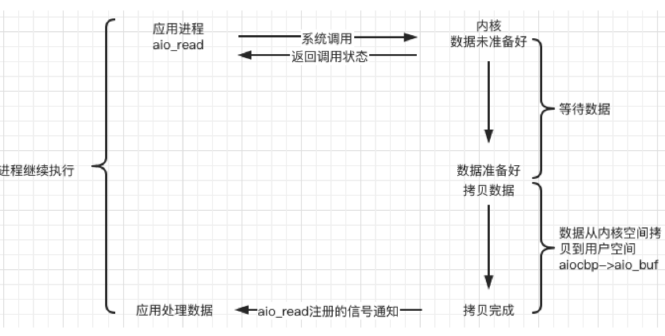 应用进程
aio_read
系统调用
返回调用状态
内核
数据未准备好
等待数据
进程继续执行
数据准备好
拷贝数据
数据从内核空间拷
贝到用户空间
aiocbp->aio_buf
应用处理数据
aio_read注册的信号通知
拷贝完成